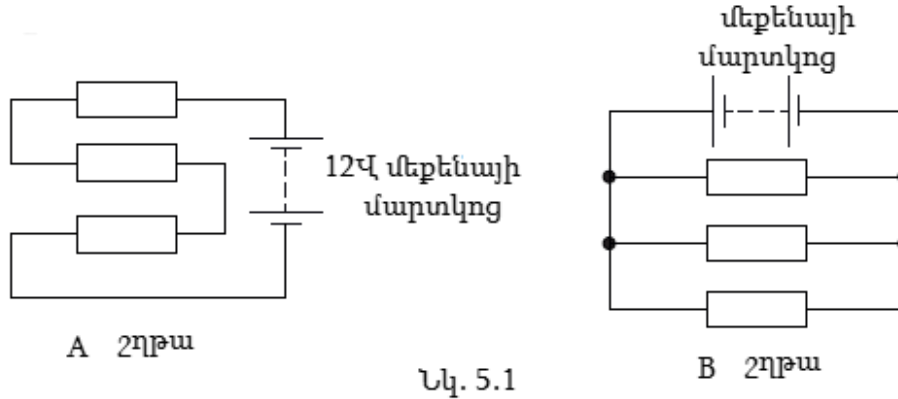 մեքենայի
մարտկոց
12Վ մեքենայի
մարտկոց
A Շղթա
B Շղթա
Նկ. 5.1